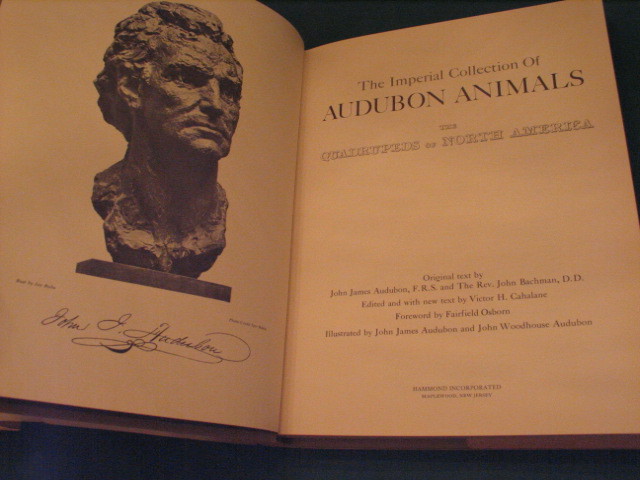 John J. Audubon
The Imperial Collection Of
AUDUBON ANIMALS
THE
QUADRUPEDS OF NORTH AMERICA
Original text by
John James Audubon, F.R.S. and The Rev. John Bachman, D.D.
Edited and with new text by Victor H. Cahalane
Foreword by Fairfield Osborn
Illustrated by John James Audubon and John Woodhouse Audubon
HAMMOND INCORPORATED
MAPLEWOOD, NEW JERSEY